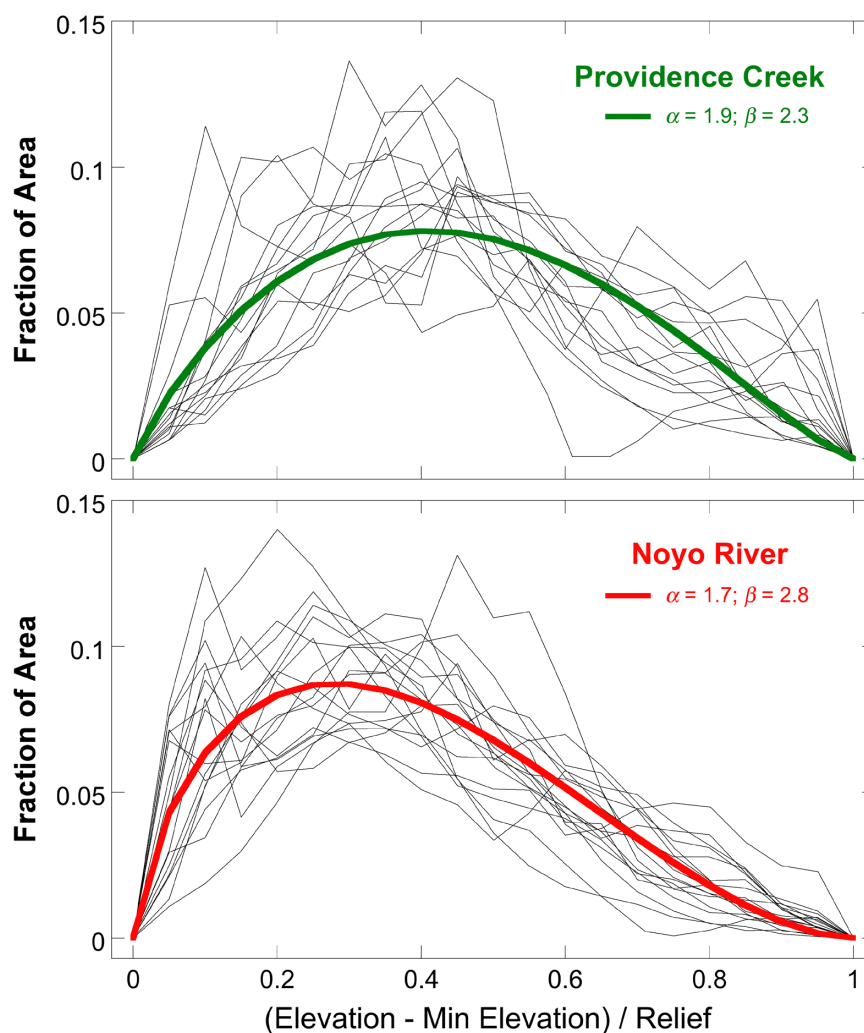 0.15
Providence Creek
α = 1.9; β = 2.3
0.1
Fraction of Area
0.05
0
0.15
Noyo River
α = 1.7; β = 2.8
0.1
Fraction of Area
0.05
0
0 0.2 0.4 0.6 0.8 1
(Elevation - Min Elevation) / Relief